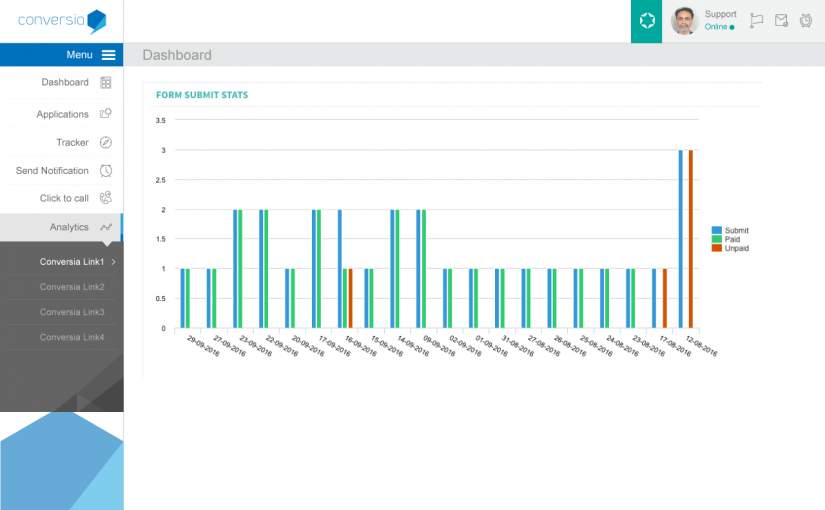 conversia
Support
Online
Menu
Dashboard
Dashboard
Applications
Tracker
Send Notification
Click to call
Analytics
Conversia Link1
Conversia Link2
Conversia Link3
Conversia Link4
FORM SUBMIT STATS
3.5
3
2.5
2
1.5
1
0.5
0
29-09-2016
27-09-2016
23-09-2016
22-09-2016
20-09-2016
17-09-2016
16-09-2016
15-09-2016
14-09-2016
09-09-2016
02-09-2016
01-09-2016
31-08-2016
27-08-2016
26-08-2016
25-08-2016
24-08-2016
23-08-2016
17-08-2016
12-08-2016
Submit
Paid
Unpaid